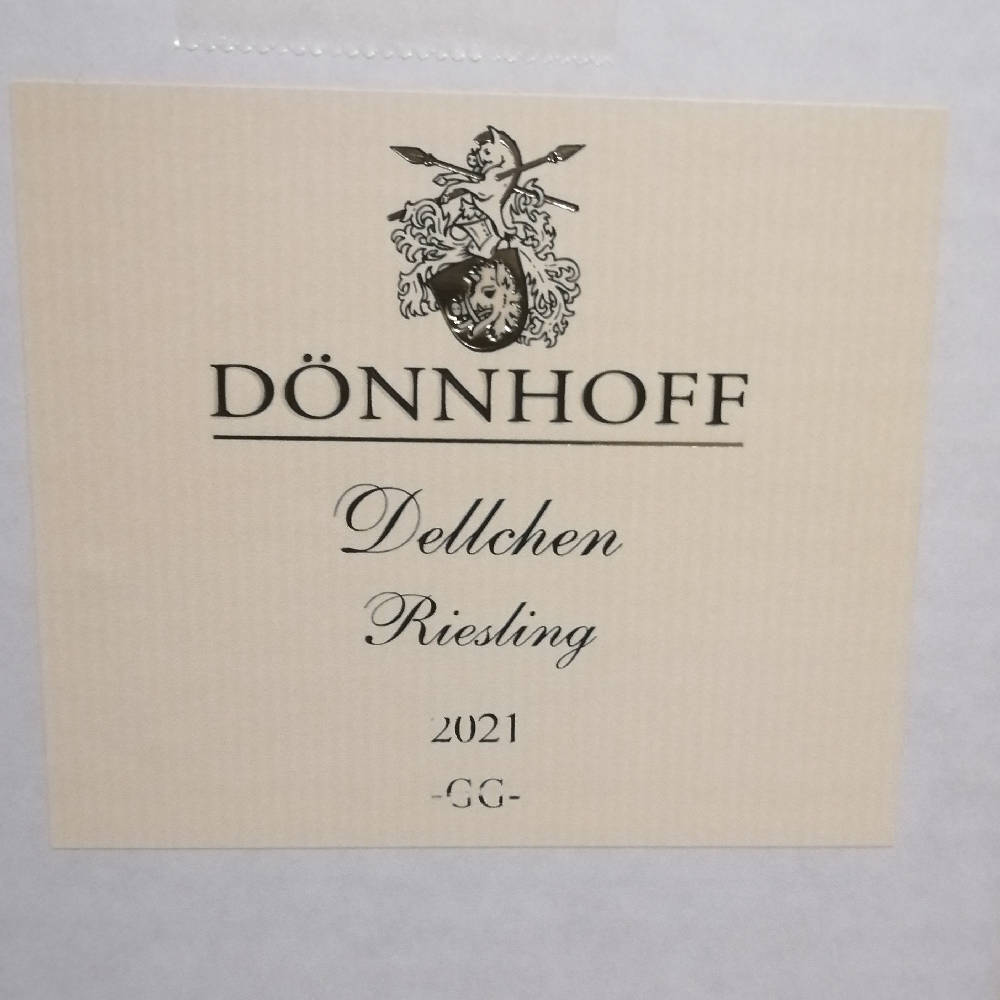 DÖNNHOFF
Dellchen
Riesling
2021
-GG-